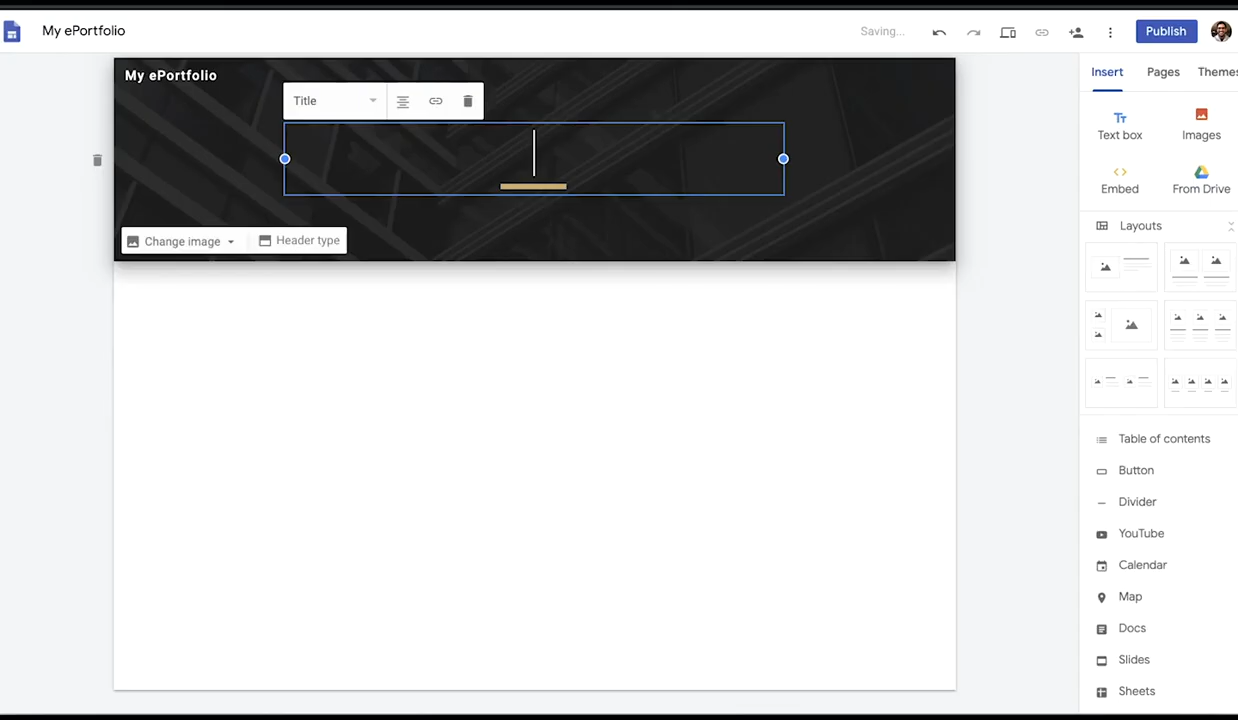 My ePortfolio
Saving...
Publish
My ePortfolio
Title
Change image
Header type
Insert
Pages
Themes
Tt
Text box
Images
Embed
From Drive
Layouts
Table of contents
Button
Divider
YouTube
Calendar
Map
Docs
Slides
Sheets